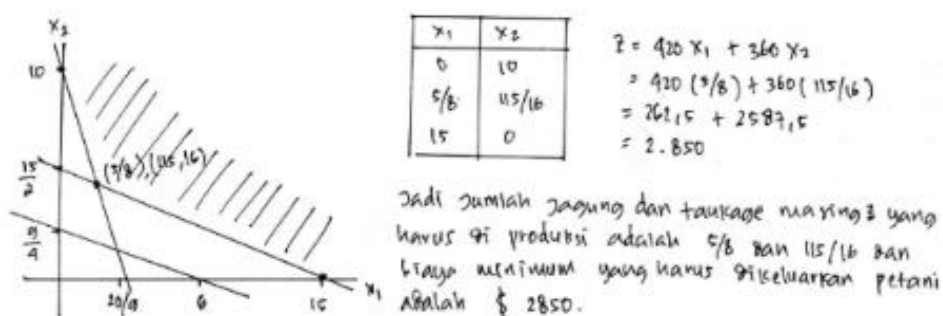 x₂
10
15/2
9/4
(5/8),(115,16)
20/9
6
15
x₁
x₁ x₂
0 10
5/8 115/16
15 0
Z = 420 x₁ + 360 x₂
= 420 (5/8) + 360 (115/16)
= 262,5 + 2587,5
= 2.850
Jadi Jumlah Jagung dan
masing2 yang
harus di produksi adalah 5/8 dan 115/16 dan
biaya minimum yang harus dikeluarkan petani
adalah $ 2850.